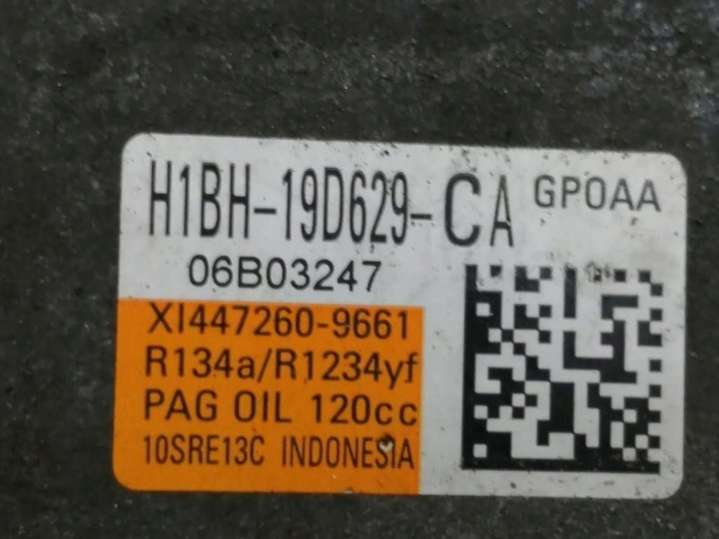 H1BH-19D629-CA GPOAA
06B03247
XI447260-9661
R134a/R1234yf
PAG OIL 120cc
10SRE13C INDONESIA